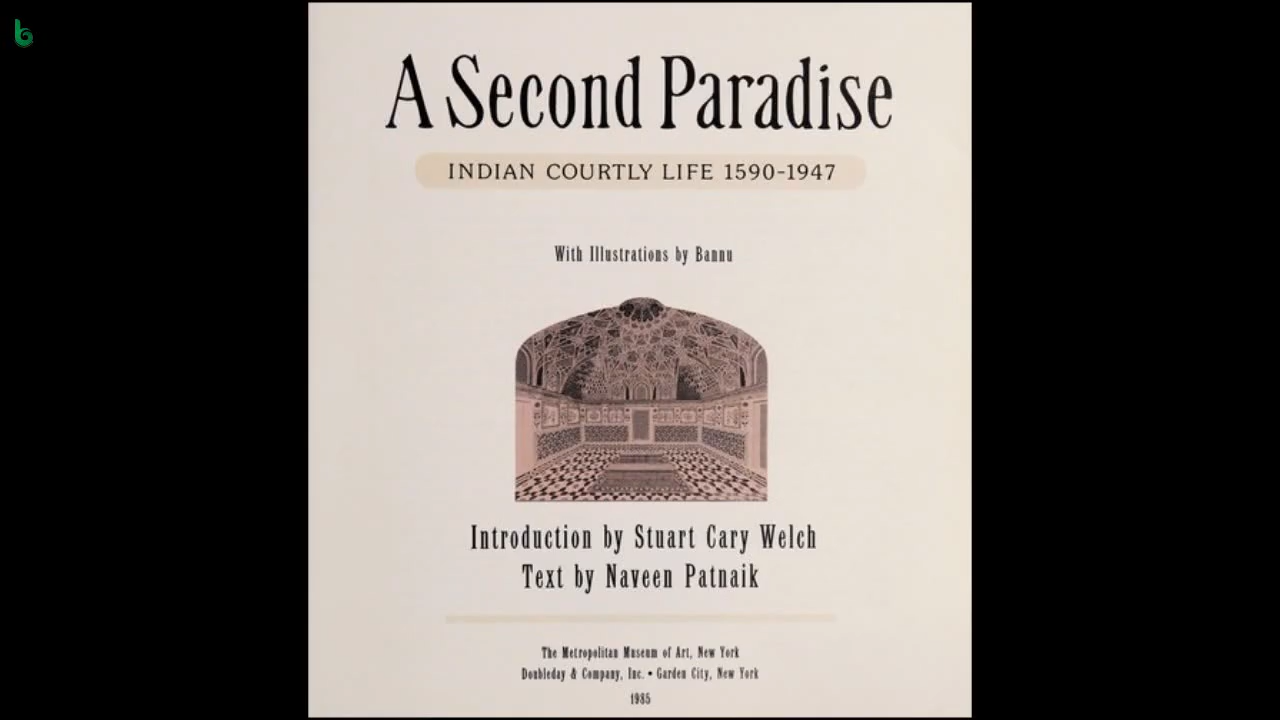 A Second Paradise
INDIAN COURTLY LIFE 1590-1947
With Illustrations by Bannu
Introduction by Stuart Cary Welch
Text by Naveen Patnaik
The Metropolitan Museum of Art, New York
Doubleday & Company, Inc. • Garden City, New York
1985